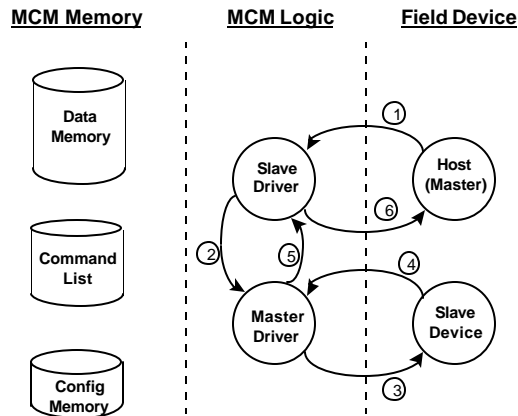 MCM Memory
MCM Logic
Field Device
Data
Memory
Command
List
Config
Memory
Slave
Driver
Master
Driver
Host
(Master)
Slave
Device
1
6
2
5
4
3